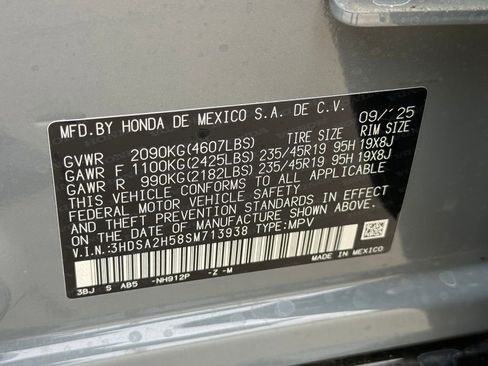 MFD.BY HONDA DE MEXICO S.A. DE C.V. 09/'25
GVWR 2090KG(4607LBS) TIRE SIZE RIM SIZE
GAWR F 1100KG(2425LBS) 235/45R19 95H 19X8J
GAWR R 990KG(2182LBS) 235/45R19 95H 19X8J
THIS VEHICLE CONFORMS TO ALL APPLICABLE
FEDERAL MOTOR VEHICLE SAFETY STANDARDS IN EFFECT
ON THE DATE OF MANUFACTURE SHOWN ABOVE.
V.I.N.:3HDSA2H58SM713938 TYPE:MPV
MADE IN MEXICO
3BJ S AB5 -NH912P -Z -M